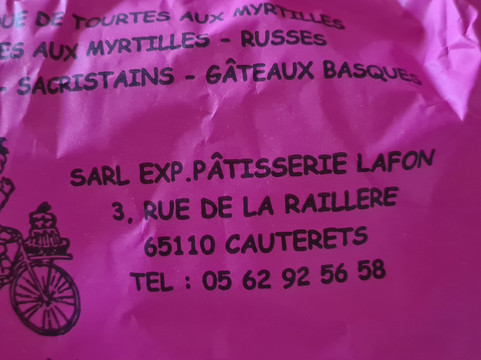 DE TOURTES AUX MYRTILLES
AUX MYRTILLES - RUSSES
- SACRISTAINS - GÂTEAUX BASQUES
SARL EXP.PÂTISSERIE LAFON
3, RUE DE LA RAILLERE
65110 CAUTERETS
TEL : 05 62 92 56 58